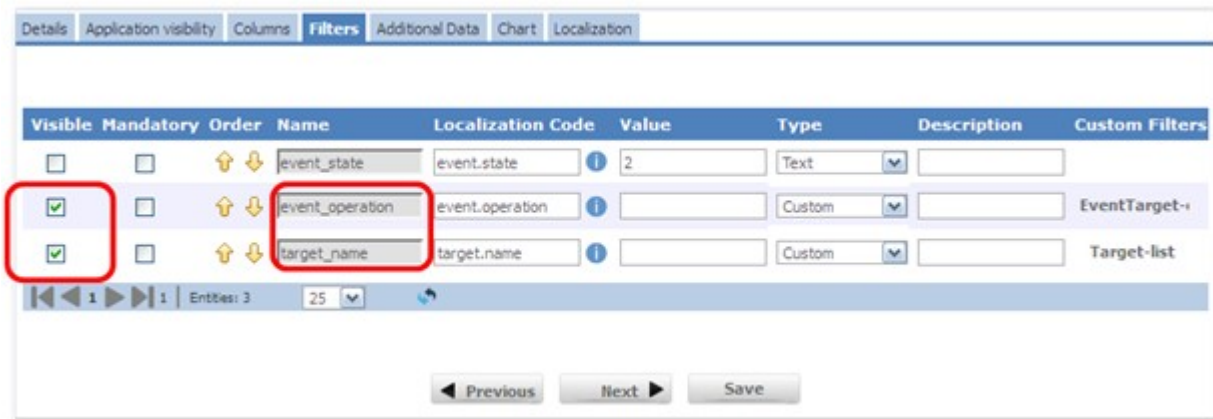 Details Application visibility Columns Filters Additional Data Chart Localization
Visible Mandatory Order Name Localization Code Value Type Description Custom Filters
event_state event.state 2 Text
event_operation event.operation Custom EventTarget-
target_name target.name Custom Target-list
1 1 Entities: 3 25
Previous Next Save